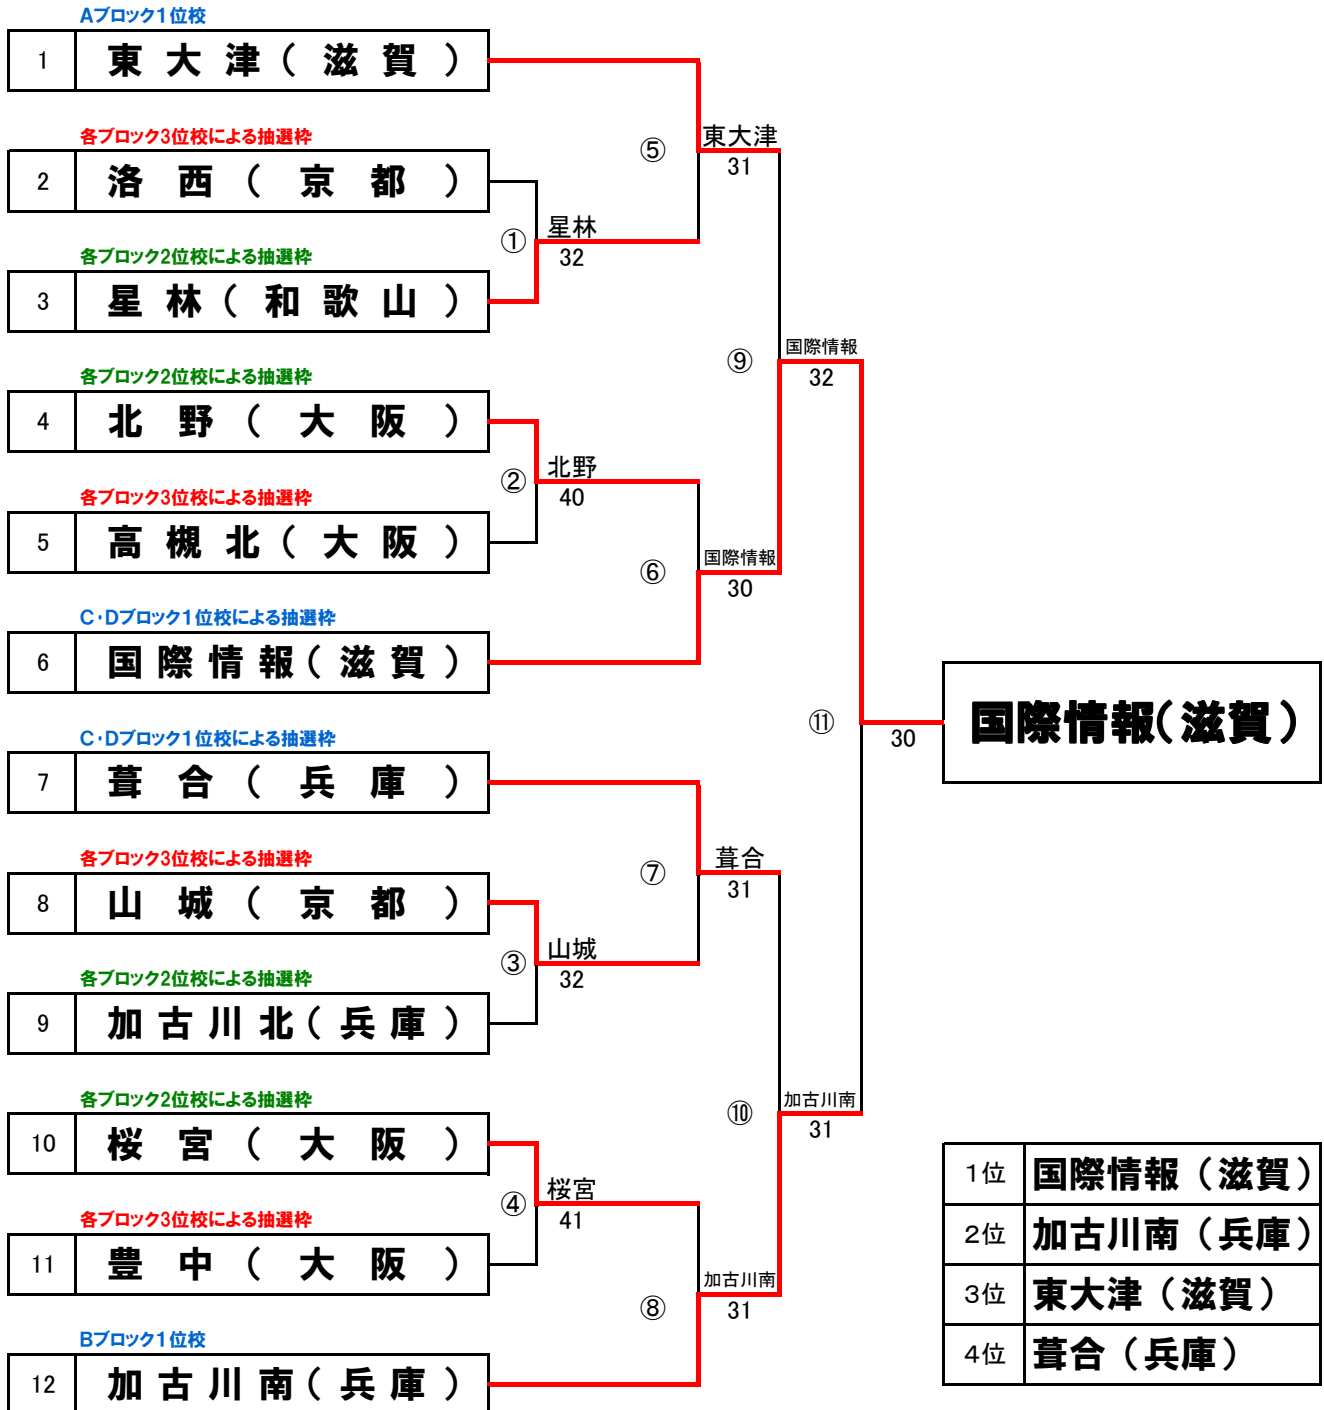 Aブロック1位校
1 東大津(滋賀)
各ブロック3位校による抽選枠
2 洛西(京都)
各ブロック2位校による抽選枠
3 星林(和歌山)
各ブロック2位校による抽選枠
4 北野(大阪)
各ブロック3位校による抽選枠
5 高槻北(大阪)
C・Dブロック1位校による抽選枠
6 国際情報(滋賀)
C・Dブロック1位校による抽選枠
7 葺合(兵庫)
各ブロック3位校による抽選枠
8 山城(京都)
各ブロック2位校による抽選枠
9 加古川北(兵庫)
各ブロック2位校による抽選枠
10 桜宮(大阪)
各ブロック3位校による抽選枠
11 豊中(大阪)
Bブロック1位校
12 加古川南(兵庫)
① 星林
32
② 北野
40
③ 山城
32
④ 桜宮
41
⑤ 東大津
31
⑥ 国際情報
30
⑦ 葺合
31
⑧ 加古川南
31
⑨ 国際情報
32
⑩ 加古川南
31
⑪
30
国際情報(滋賀)
1位 国際情報(滋賀)
2位 加古川南(兵庫)
3位 東大津(滋賀)
4位 葺合(兵庫)